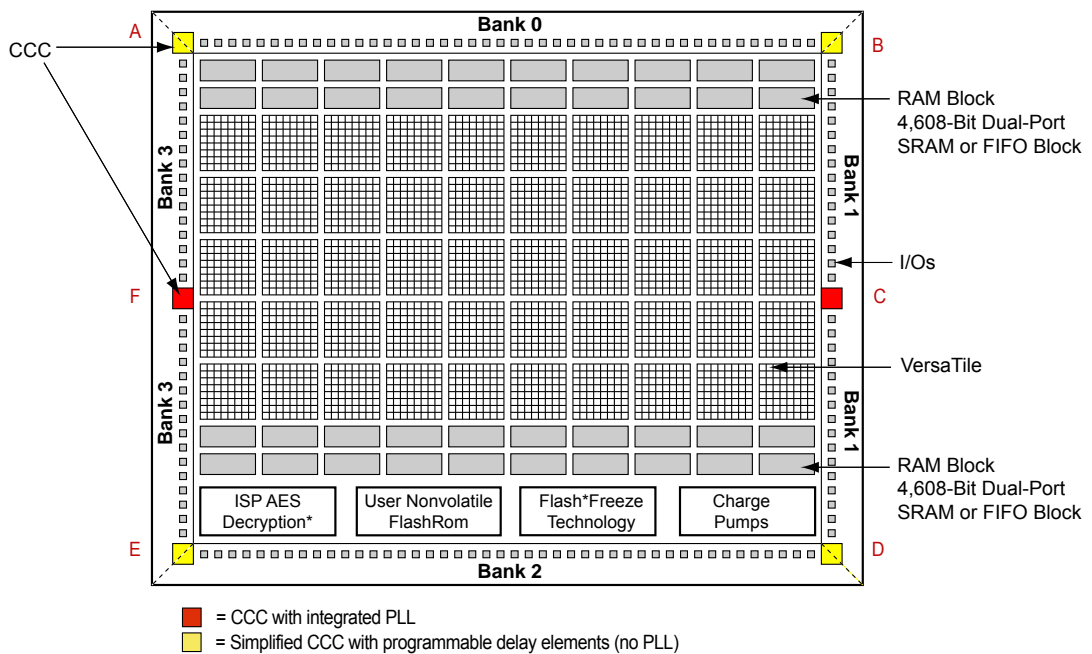 Bank 0
A
B
CCC
RAM Block
4,608-Bit Dual-Port
SRAM or FIFO Block
Bank 3
Bank 1
I/Os
F
C
VersaTile
Bank 3
Bank 1
RAM Block
4,608-Bit Dual-Port
SRAM or FIFO Block
ISP AES
Decryption*
User Nonvolatile
FlashRom
Flash*Freeze
Technology
Charge
Pumps
E
D
Bank 2
= CCC with integrated PLL
= Simplified CCC with programmable delay elements (no PLL)